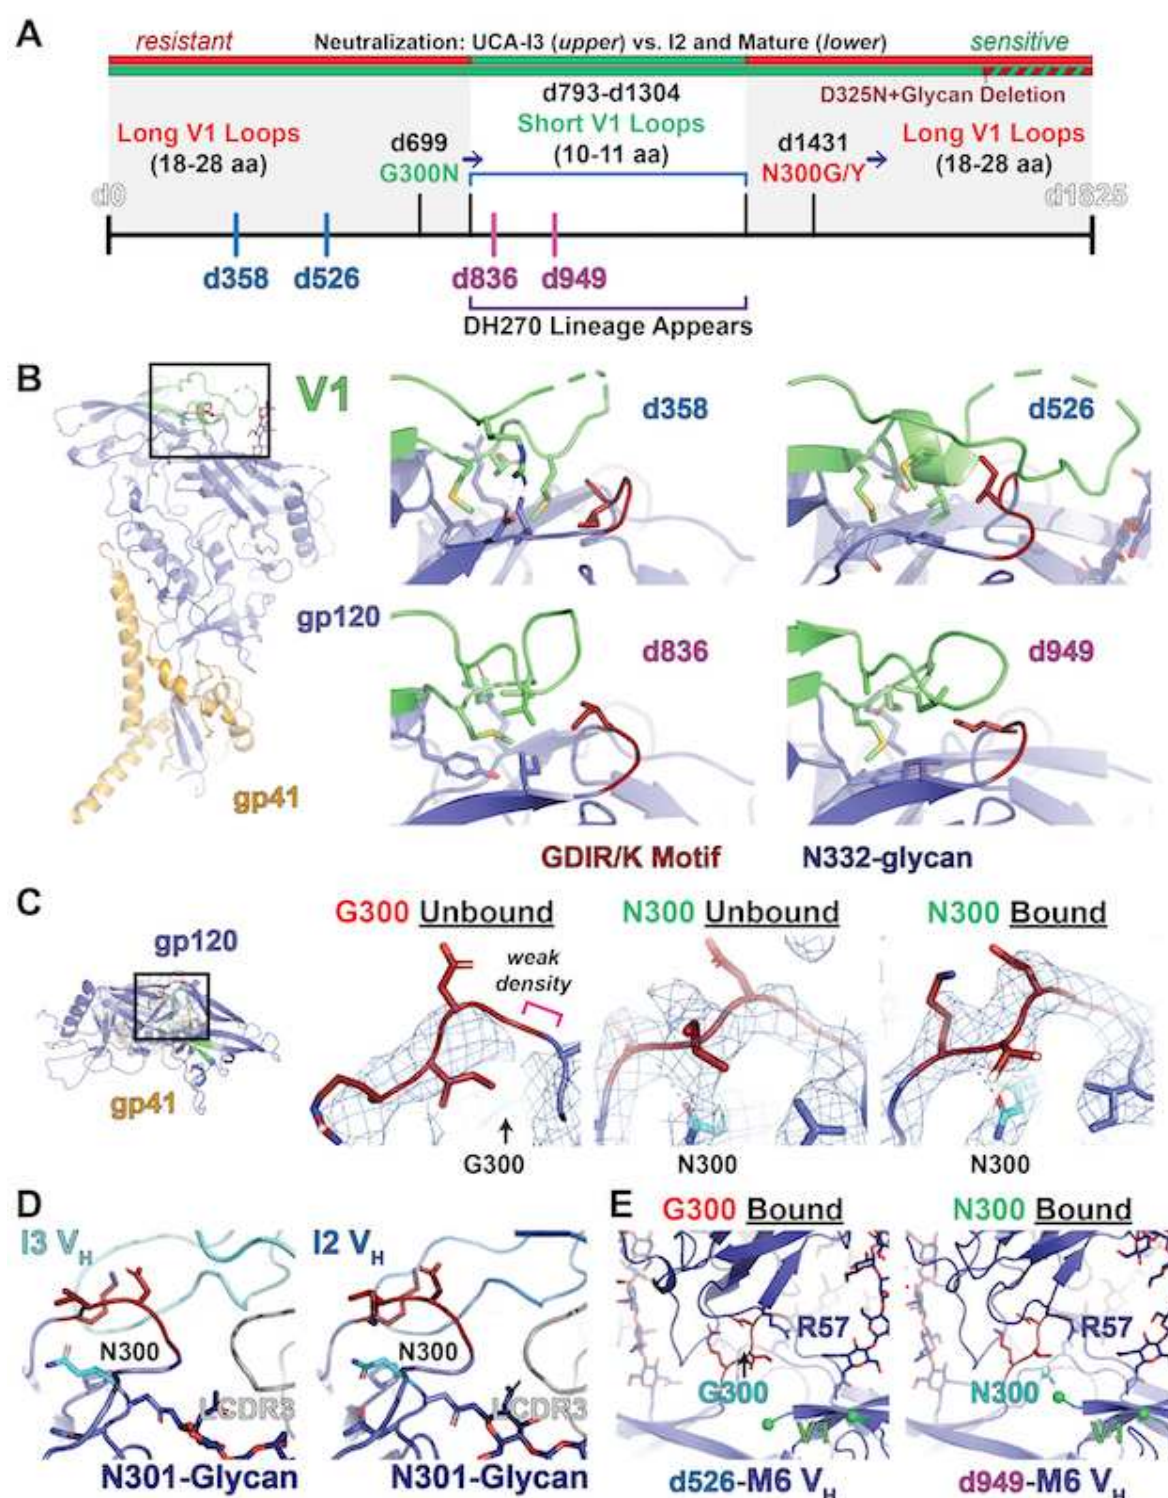 A
resistant Neutralization: UCA-I3 (upper) vs. I2 and Mature (lower) sensitive
D325N+Glycan Deletion
Long V1 Loops
(18-28 aa)
d699
G300N
d793-d1304
Short V1 Loops
(10-11 aa)
d1431
N300G/Y
Long V1 Loops
(18-28 aa)
d0
d1825
d358
d526
d836
d949
DH270 Lineage Appears
B
V1
gp120
gp41
d358
d526
d836
d949
GDIR/K Motif
N332-glycan
C
gp120
gp41
G300 Unbound
weak
density
G300
N300 Unbound
N300
N300 Bound
N300
D
I3 VH
N300
LCDR3
N301-Glycan
I2 VH
N300
LCDR3
N301-Glycan
E
G300 Bound
R57
G300
V1
d526-M6 VH
N300 Bound
R57
N300
V1
d949-M6 VH